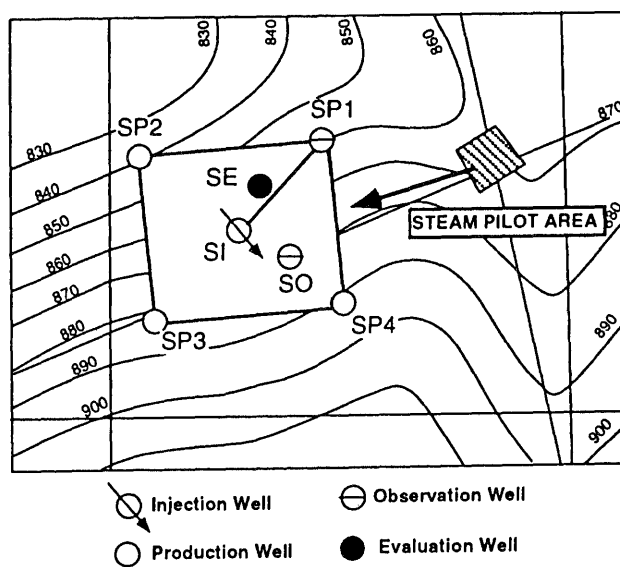 830
840
850
860
SP1
870
SP2
830
SE
840
STEAM PILOT AREA
850
SI
880
860
SO
870
880
SP3
SP4
890
890
900
900
Injection Well
Observation Well
Production Well
Evaluation Well